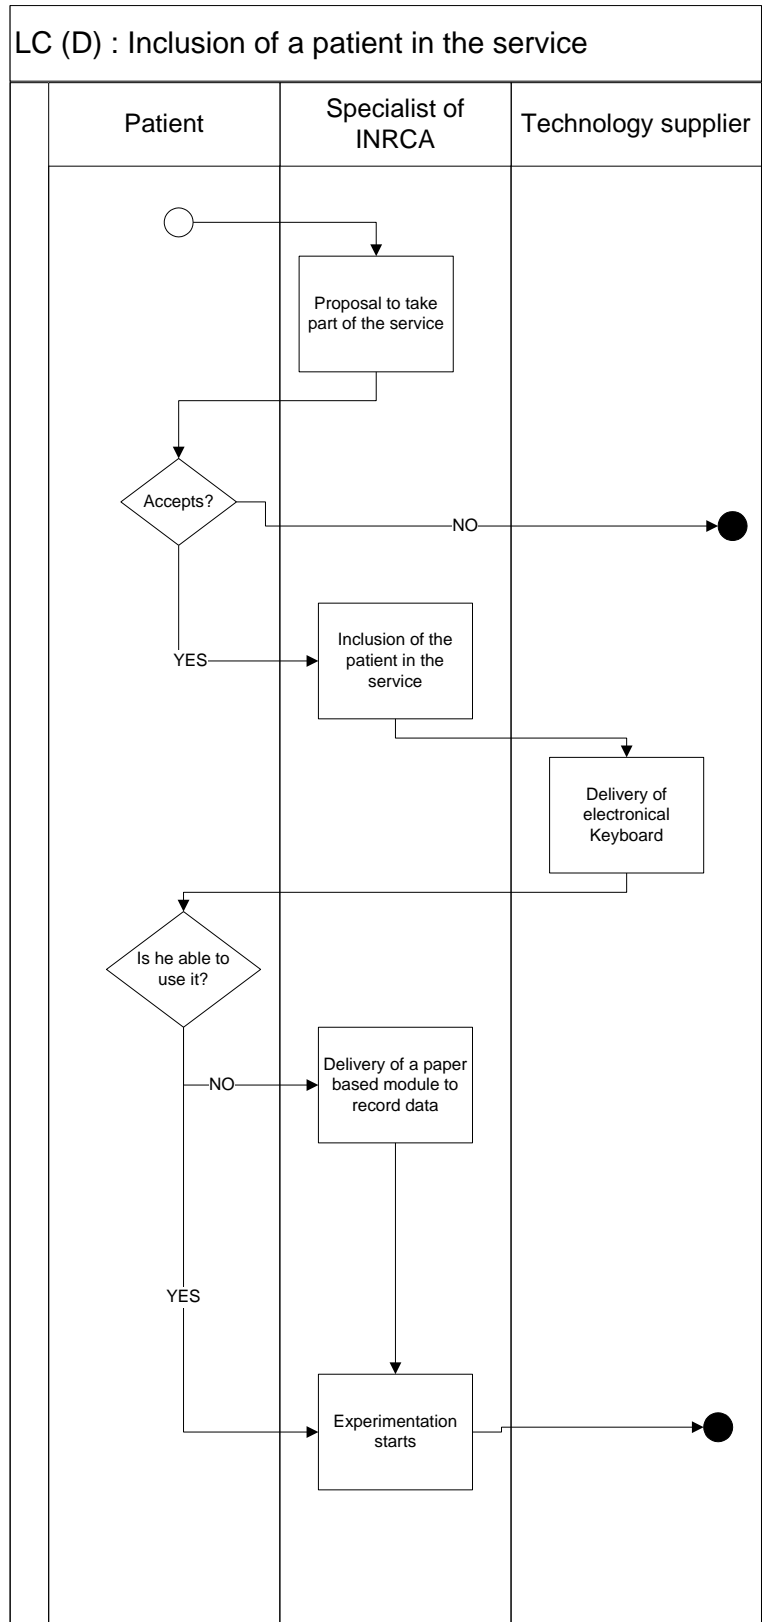 LC (D) : Inclusion of a patient in the service
Patient
Specialist of
INRCA
Technology supplier
Proposal to take
part of the service
Accepts?
NO
Inclusion of the
patient in the
service
YES
Delivery of
electronical
Keyboard
Is he able to
use it?
Delivery of a paper
based module to
record data
NO
YES
Experimentation
starts